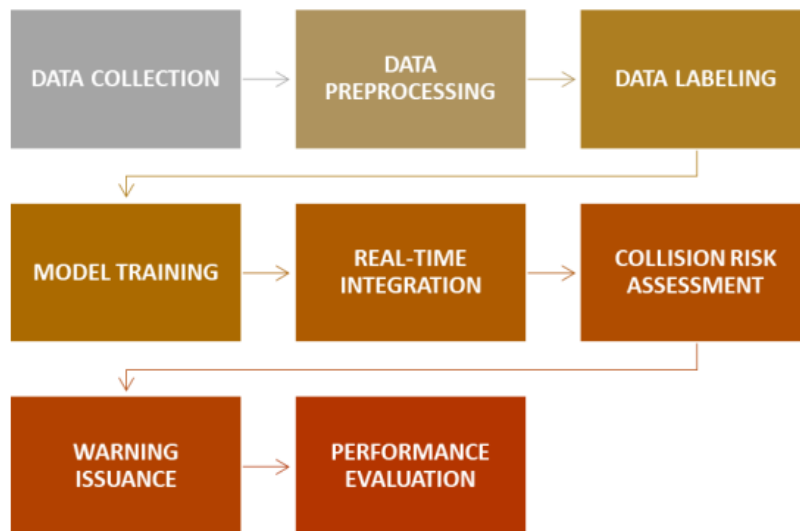 DATA COLLECTION
DATA
PREPROCESSING
DATA LABELING
MODEL TRAINING
REAL-TIME
INTEGRATION
COLLISION RISK
ASSESSMENT
WARNING
ISSUANCE
PERFORMANCE
EVALUATION